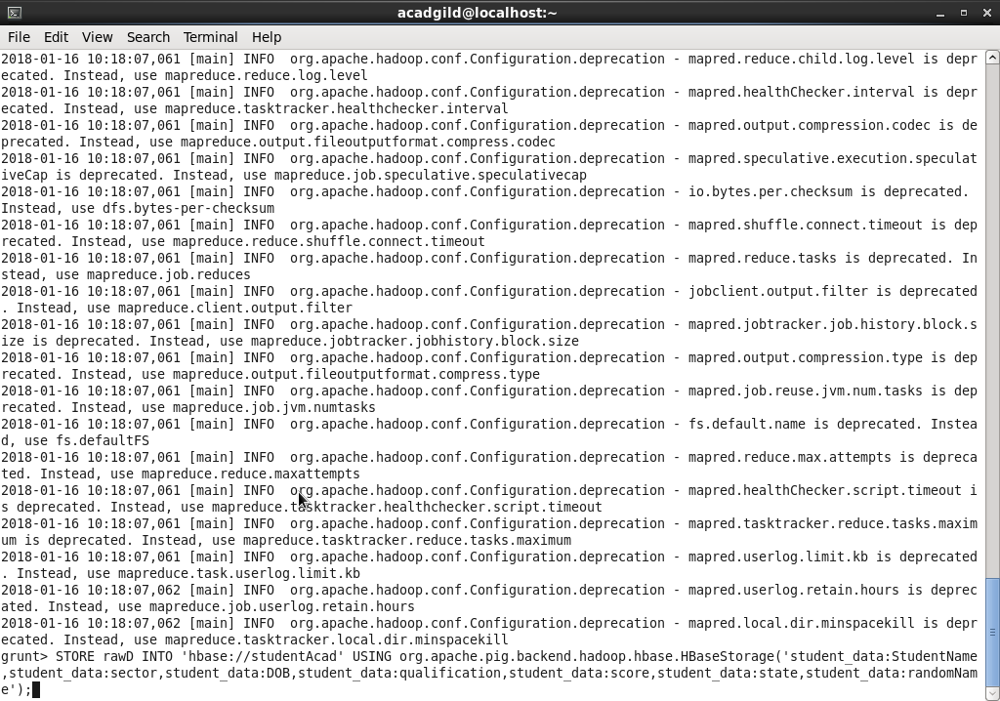 acadgild@localhost:~
File Edit View Search Terminal Help
2018-01-16 10:18:07,061 [main] INFO  org.apache.hadoop.conf.Configuration.deprecation - mapred.reduce.child.log.level is depr
ecated. Instead, use mapreduce.reduce.log.level
2018-01-16 10:18:07,061 [main] INFO  org.apache.hadoop.conf.Configuration.deprecation - mapred.healthChecker.interval is depr
ecated. Instead, use mapreduce.tasktracker.healthchecker.interval
2018-01-16 10:18:07,061 [main] INFO  org.apache.hadoop.conf.Configuration.deprecation - mapred.output.compression.codec is de
precated. Instead, use mapreduce.output.fileoutputformat.compress.codec
2018-01-16 10:18:07,061 [main] INFO  org.apache.hadoop.conf.Configuration.deprecation - mapred.speculative.execution.speculat
iveCap is deprecated. Instead, use mapreduce.job.speculative.speculativecap
2018-01-16 10:18:07,061 [main] INFO  org.apache.hadoop.conf.Configuration.deprecation - io.bytes.per.checksum is deprecated.
Instead, use dfs.bytes-per-checksum
2018-01-16 10:18:07,061 [main] INFO  org.apache.hadoop.conf.Configuration.deprecation - mapred.shuffle.connect.timeout is dep
recated. Instead, use mapreduce.reduce.shuffle.connect.timeout
2018-01-16 10:18:07,061 [main] INFO  org.apache.hadoop.conf.Configuration.deprecation - mapred.reduce.tasks is deprecated. In
stead, use mapreduce.job.reduces
2018-01-16 10:18:07,061 [main] INFO  org.apache.hadoop.conf.Configuration.deprecation - jobclient.output.filter is deprecated
. Instead, use mapreduce.client.output.filter
2018-01-16 10:18:07,061 [main] INFO  org.apache.hadoop.conf.Configuration.deprecation - mapred.jobtracker.job.history.block.s
ize is deprecated. Instead, use mapreduce.jobtracker.jobhistory.block.size
2018-01-16 10:18:07,061 [main] INFO  org.apache.hadoop.conf.Configuration.deprecation - mapred.output.compression.type is dep
recated. Instead, use mapreduce.output.fileoutputformat.compress.type
2018-01-16 10:18:07,061 [main] INFO  org.apache.hadoop.conf.Configuration.deprecation - mapred.job.reuse.jvm.num.tasks is dep
recated. Instead, use mapreduce.job.jvm.numtasks
2018-01-16 10:18:07,061 [main] INFO  org.apache.hadoop.conf.Configuration.deprecation - fs.default.name is deprecated. Instea
d, use fs.defaultFS
2018-01-16 10:18:07,061 [main] INFO  org.apache.hadoop.conf.Configuration.deprecation - mapred.reduce.max.attempts is depreca
ted. Instead, use mapreduce.reduce.maxattempts
2018-01-16 10:18:07,061 [main] INFO  org.apache.hadoop.conf.Configuration.deprecation - mapred.healthChecker.script.timeout i
s deprecated. Instead, use mapreduce.tasktracker.healthchecker.script.timeout
2018-01-16 10:18:07,061 [main] INFO  org.apache.hadoop.conf.Configuration.deprecation - mapred.tasktracker.reduce.tasks.maxim
um is deprecated. Instead, use mapreduce.tasktracker.reduce.tasks.maximum
2018-01-16 10:18:07,061 [main] INFO  org.apache.hadoop.conf.Configuration.deprecation - mapred.userlog.limit.kb is deprecated
. Instead, use mapreduce.task.userlog.limit.kb
2018-01-16 10:18:07,062 [main] INFO  org.apache.hadoop.conf.Configuration.deprecation - mapred.userlog.retain.hours is deprec
ated. Instead, use mapreduce.job.userlog.retain.hours
2018-01-16 10:18:07,062 [main] INFO  org.apache.hadoop.conf.Configuration.deprecation - mapred.local.dir.minspacekill is depr
ecated. Instead, use mapreduce.tasktracker.local.dir.minspacekill
grunt> STORE rawD INTO 'hbase://studentAcad' USING org.apache.pig.backend.hadoop.hbase.HBaseStorage('student_data:StudentName
,student_data:sector,student_data:DOB,student_data:qualification,student_data:score,student_data:state,student_data:randomNam
e');